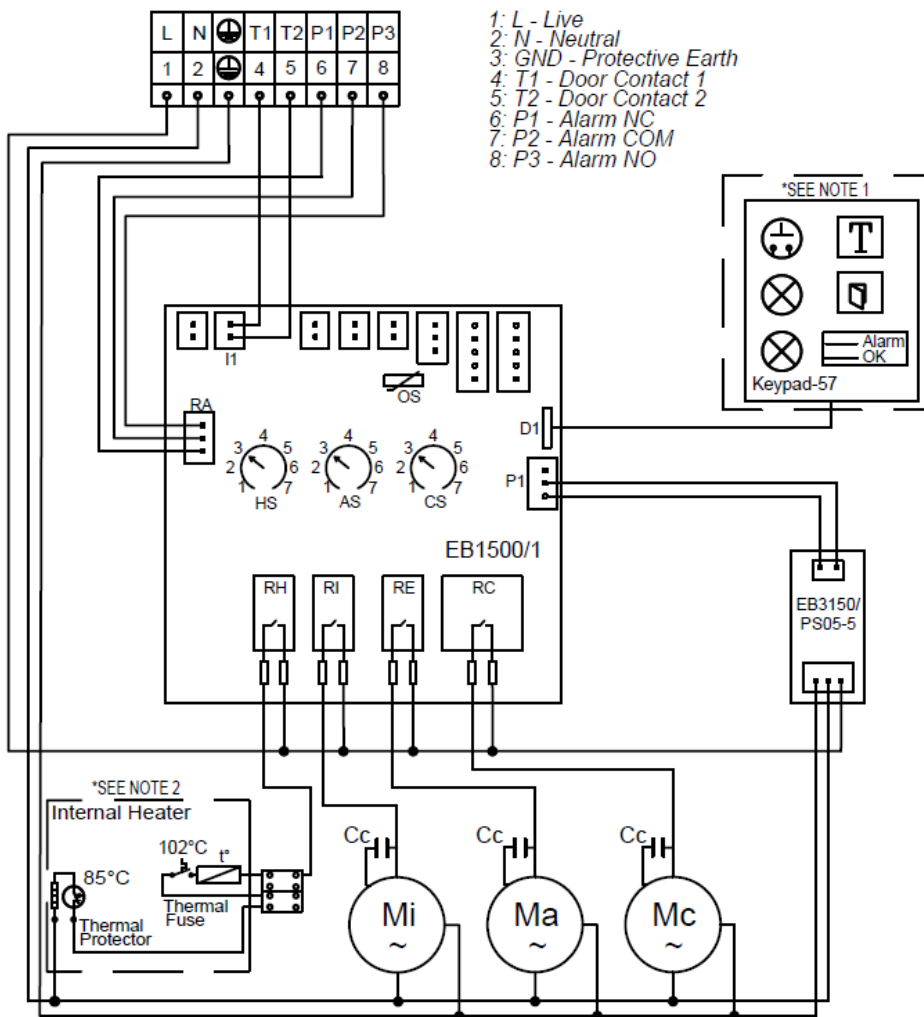 L N T1 T2 P1 P2 P3
1 2 4 5 6 7 8
1: L - Live
2: N - Neutral
3: GND - Protective Earth
4: T1 - Door Contact 1
5: T2 - Door Contact 2
6: P1 - Alarm NC
7: P2 - Alarm COM
8: P3 - Alarm NO
*SEE NOTE 1
T
Alarm
OK
Keypad-57
I1
OS
RA
D1
P1
1 2 3 4 5 6 7
HS
1 2 3 4 5 6 7
AS
1 2 3 4 5 6 7
CS
EB1500/1
EB3150/
PS05-5
RH RI RE RC
*SEE NOTE 2
Internal Heater
102°C
t°
85°C
Thermal
Fuse
Thermal
Protector
Cc Cc Cc
Mi
~
Ma
~
Mc
~